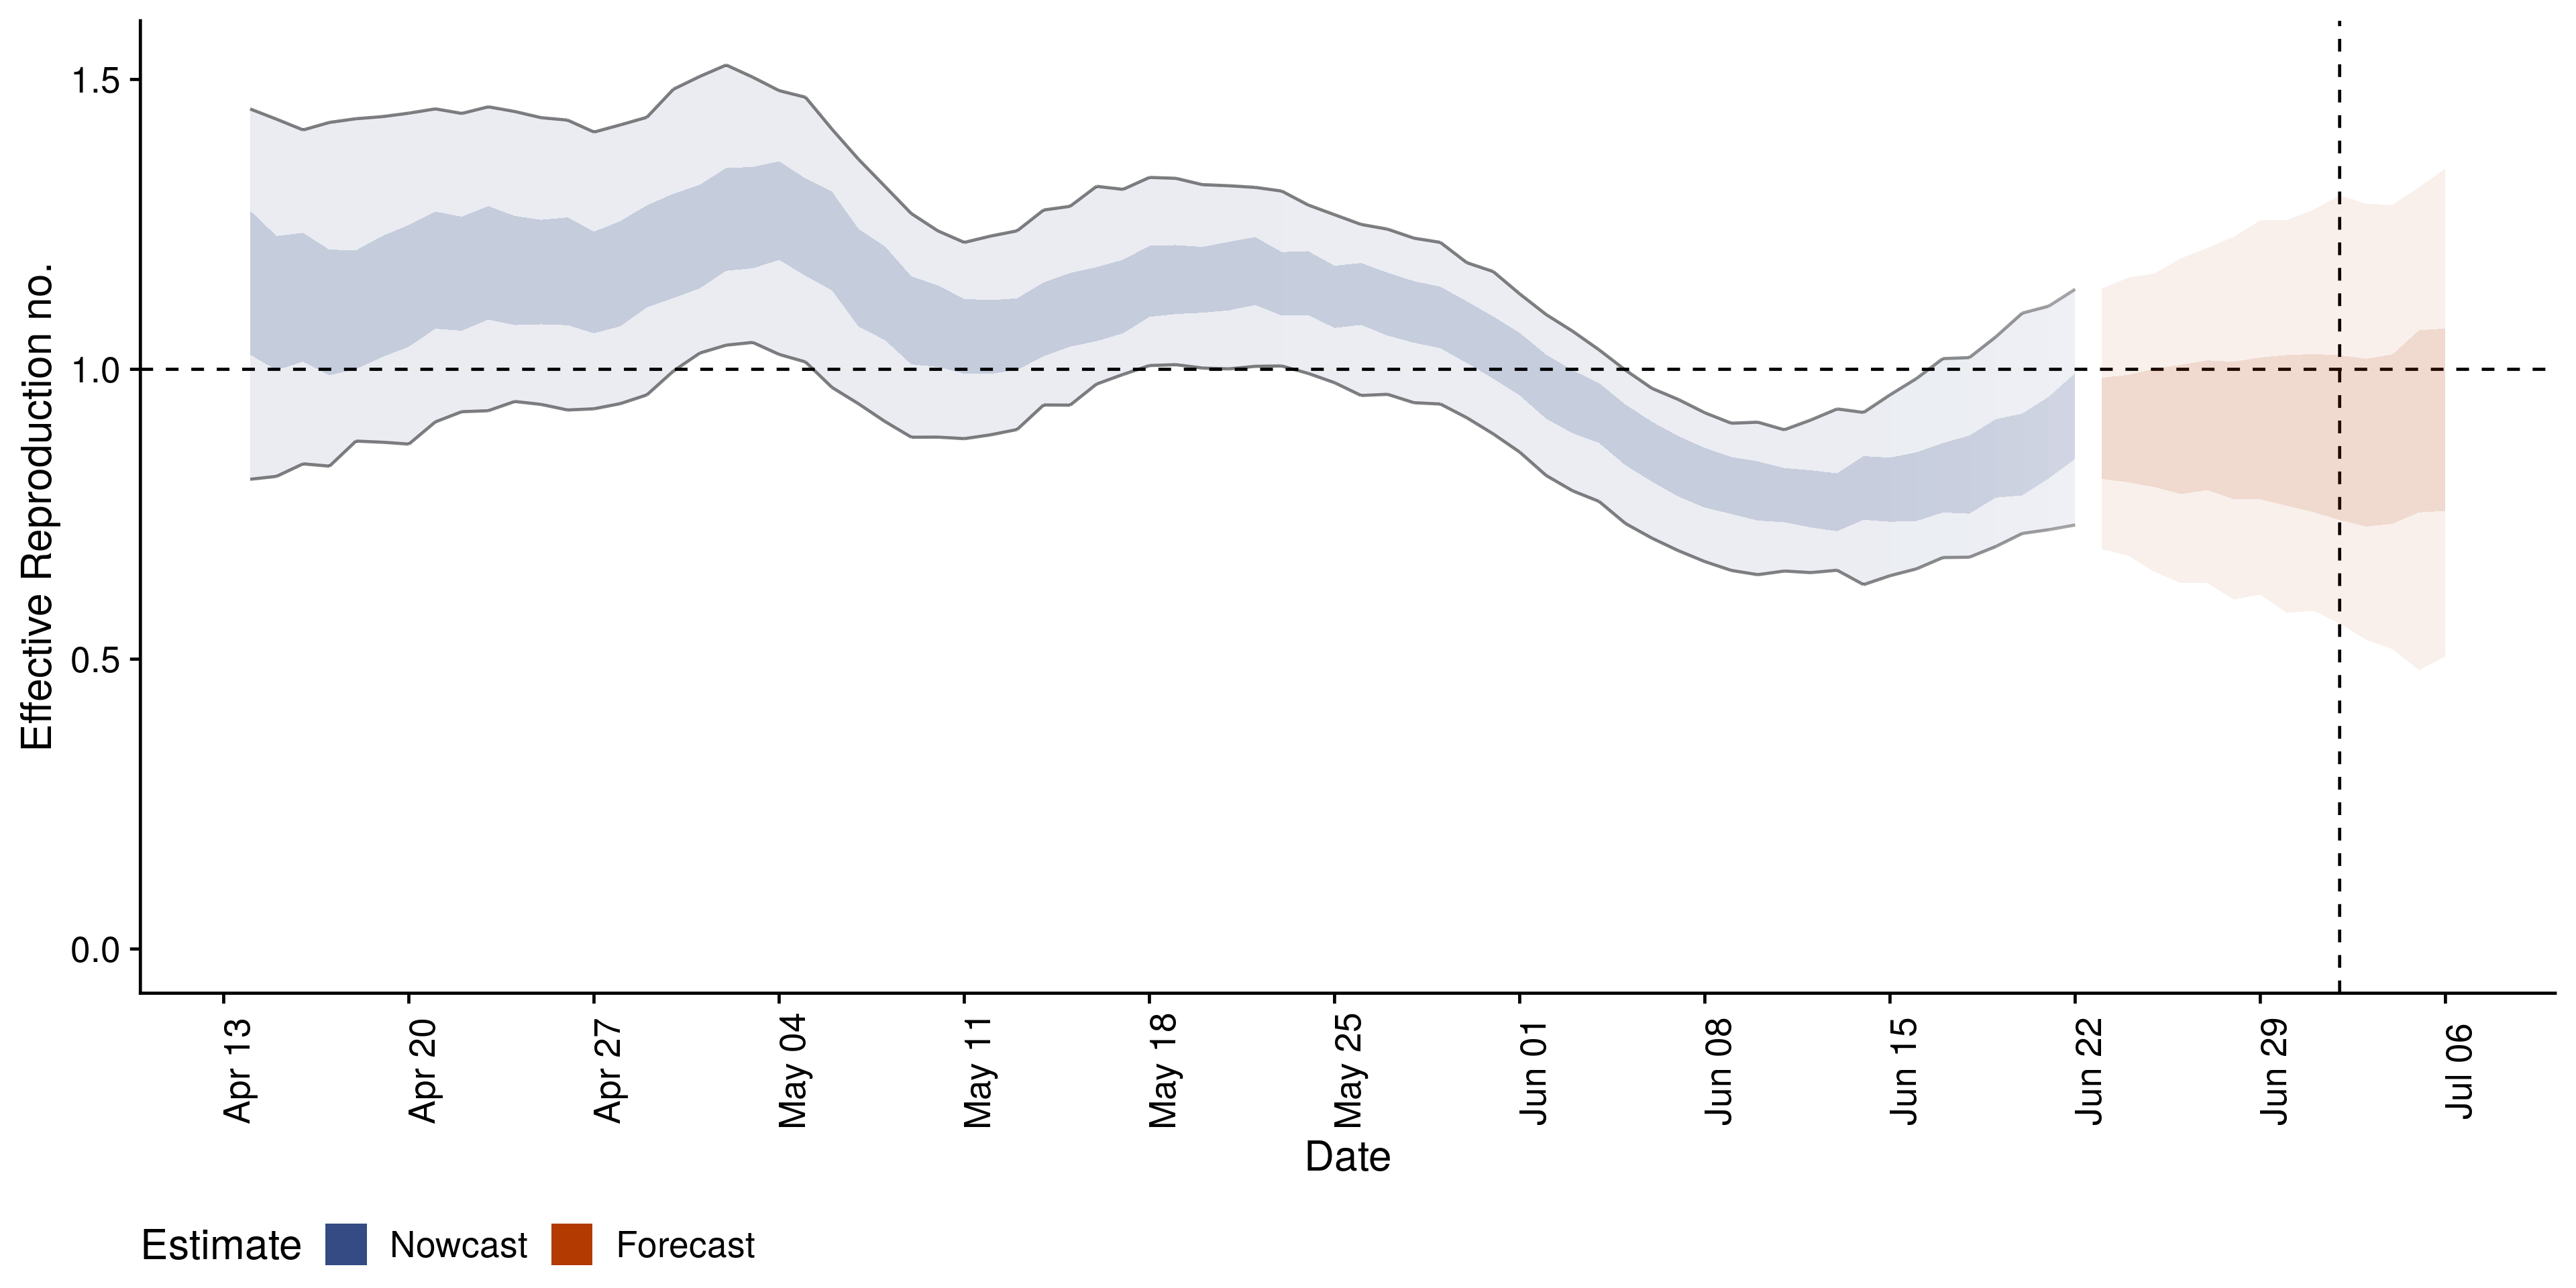 Effective Reproduction no.
1.5
1.0
0.5
0.0
Apr 13
Apr 20
Apr 27
May 04
May 11
May 18
May 25
Jun 01
Jun 08
Jun 15
Jun 22
Jun 29
Jul 06
Date
Estimate Nowcast Forecast